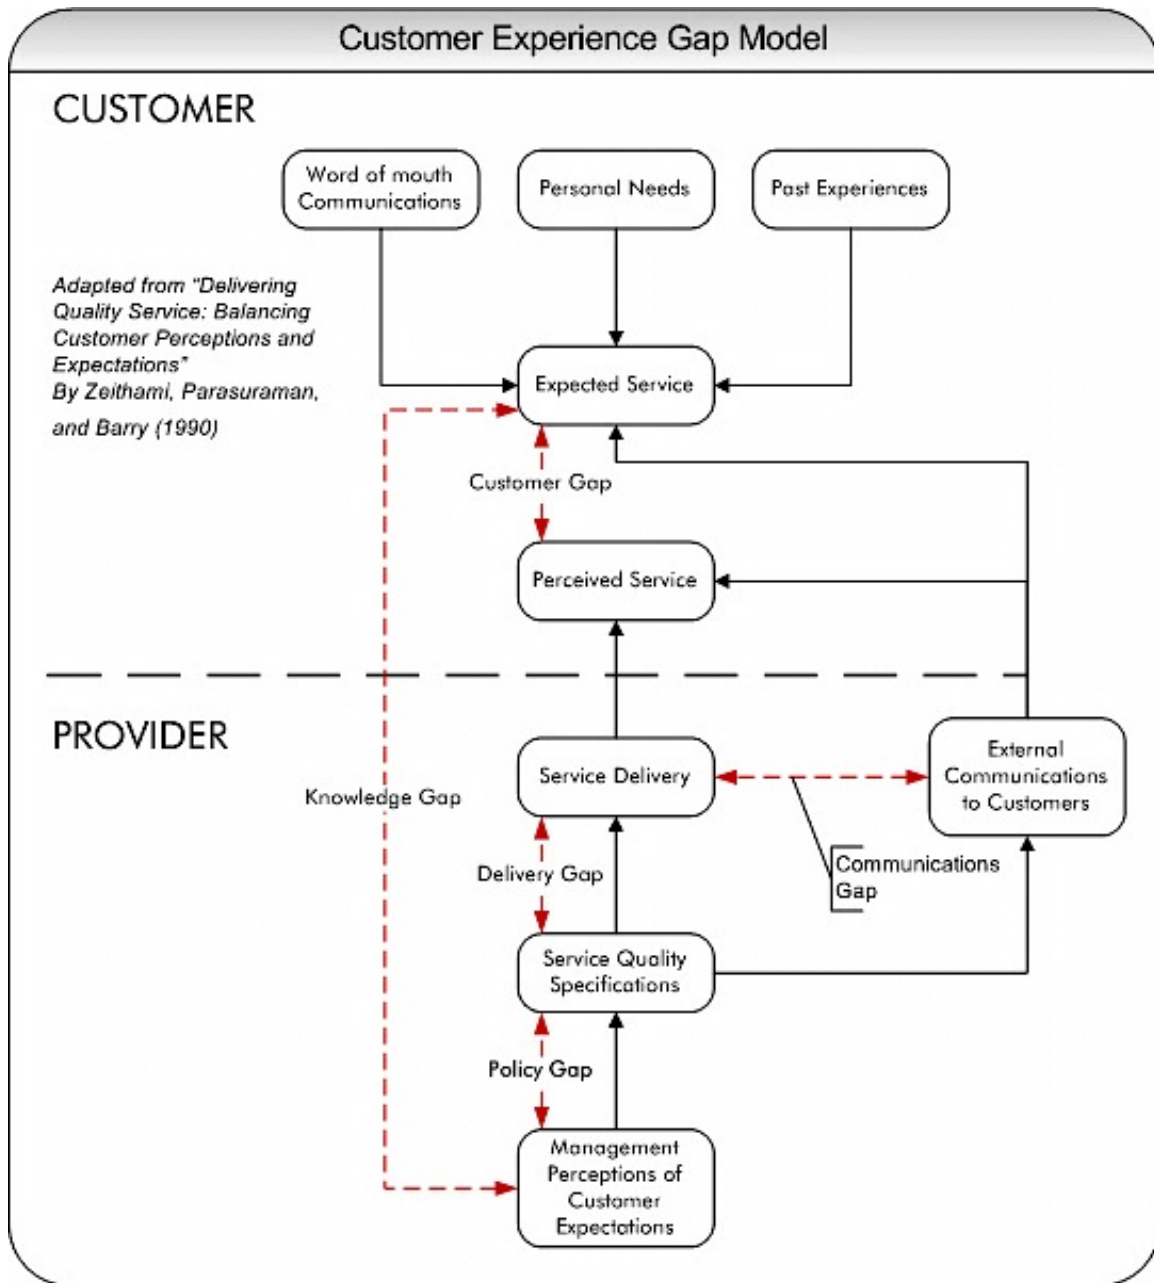 Customer Experience Gap Model
CUSTOMER
Word of mouth
Communications
Personal Needs
Past Experiences
Adapted from “Delivering
Quality Service: Balancing
Customer Perceptions and
Expectations”
By Zeithami, Parasuraman,
and Barry (1990)
Expected Service
Customer Gap
Perceived Service
PROVIDER
Service Delivery
External
Communications
to Customers
Knowledge Gap
Delivery Gap
Communications
Gap
Service Quality
Specifications
Policy Gap
Management
Perceptions of
Customer
Expectations